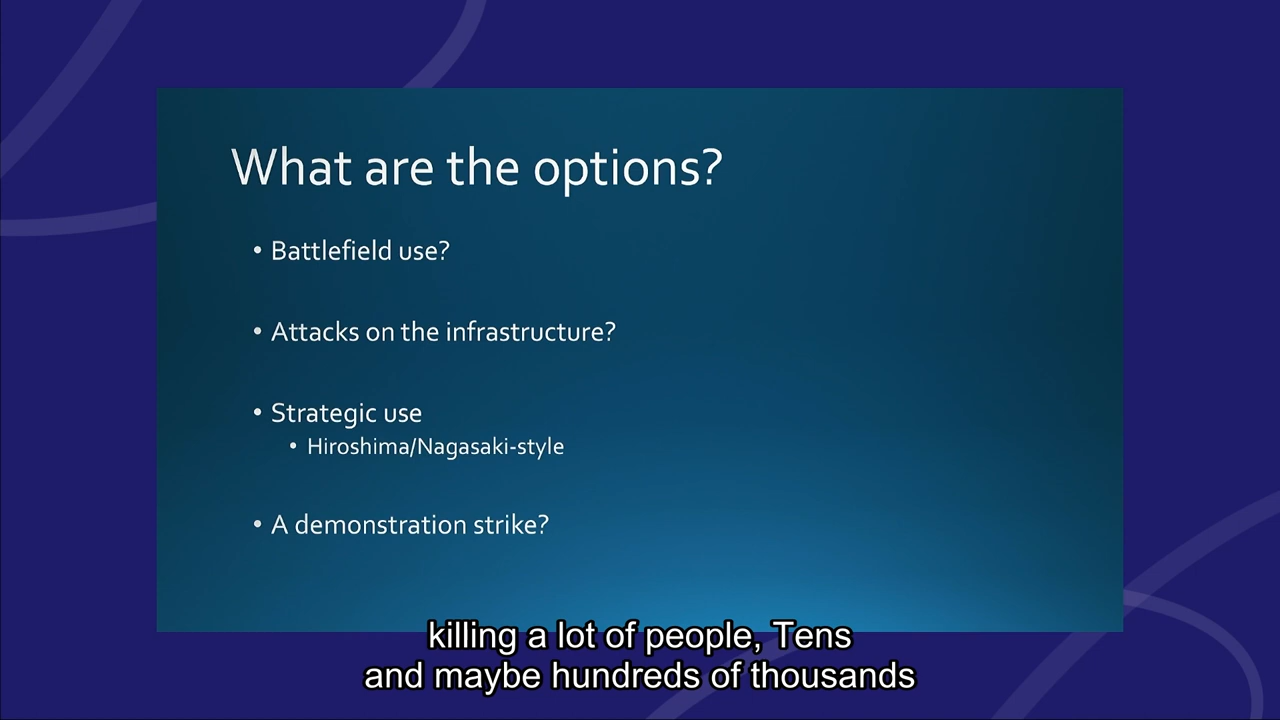 What are the options?
• Battlefield use?
• Attacks on the infrastructure?
• Strategic use
• Hiroshima/Nagasaki-style
• A demonstration strike?
killing a lot of people, Tens
and maybe hundreds of thousands